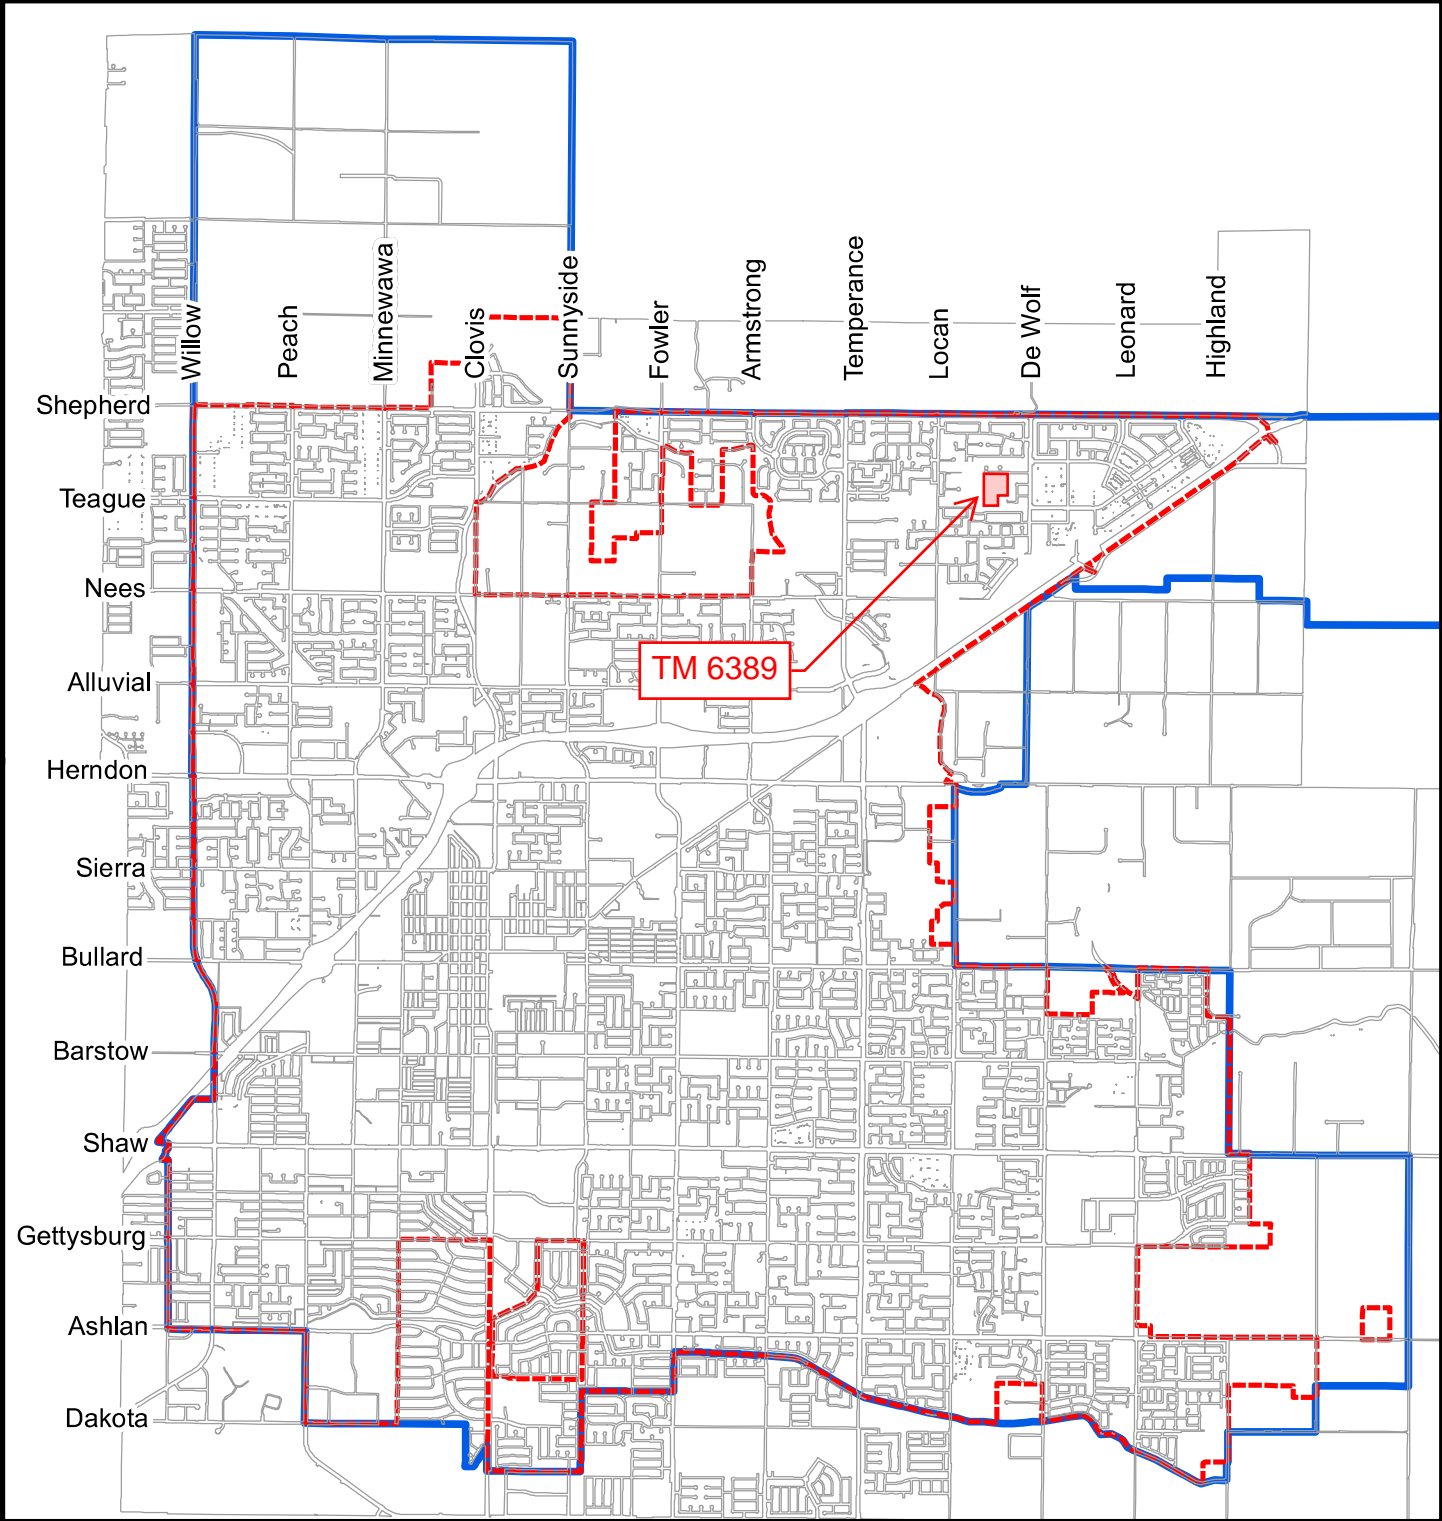 Willow
Peach
Minnewawa
Clovis
Sunnyside
Fowler
Armstrong
Temperance
Locan
De Wolf
Leonard
Highland
Shepherd
Teague
Nees
Alluvial
Herndon
Sierra
Bullard
Barstow
Shaw
Gettysburg
Ashlan
Dakota
TM 6389